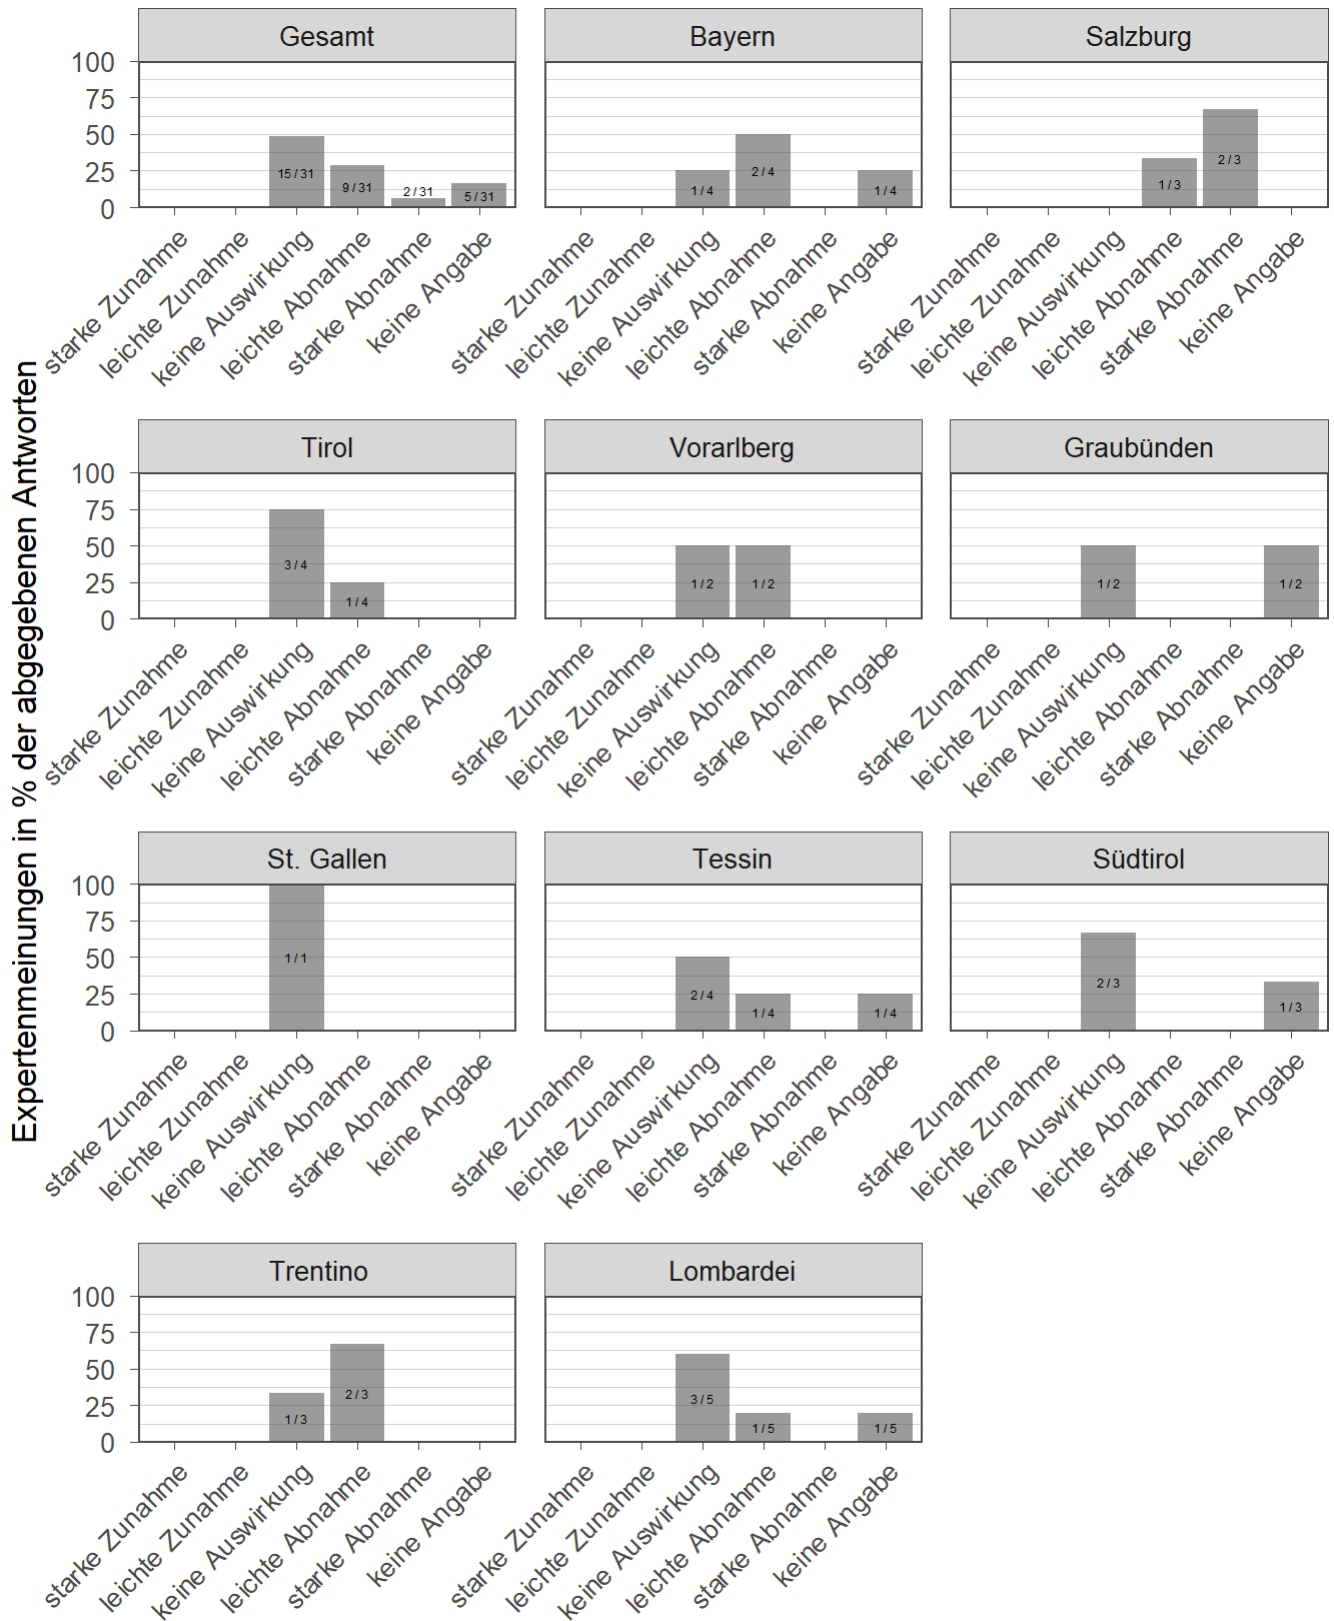 Expertenmeinungen in % der abgegebenen Antworten
Gesamt
100
75
50
25
0
15 / 31
9 / 31
2 / 31
5 / 31
starke Zunahme
leichte Zunahme
keine Auswirkung
leichte Abnahme
starke Abnahme
keine Angabe
Bayern
1 / 4
2 / 4
1 / 4
starke Zunahme
leichte Zunahme
keine Auswirkung
leichte Abnahme
starke Abnahme
keine Angabe
Salzburg
1 / 3
2 / 3
starke Zunahme
leichte Zunahme
keine Auswirkung
leichte Abnahme
starke Abnahme
keine Angabe
Tirol
100
75
50
25
0
3 / 4
1 / 4
starke Zunahme
leichte Zunahme
keine Auswirkung
leichte Abnahme
starke Abnahme
keine Angabe
Vorarlberg
1 / 2
1 / 2
starke Zunahme
leichte Zunahme
keine Auswirkung
leichte Abnahme
starke Abnahme
keine Angabe
Graubünden
1 / 2
1 / 2
starke Zunahme
leichte Zunahme
keine Auswirkung
leichte Abnahme
starke Abnahme
keine Angabe
St. Gallen
100
75
50
25
0
1 / 1
starke Zunahme
leichte Zunahme
keine Auswirkung
leichte Abnahme
starke Abnahme
keine Angabe
Tessin
2 / 4
1 / 4
1 / 4
starke Zunahme
leichte Zunahme
keine Auswirkung
leichte Abnahme
starke Abnahme
keine Angabe
Südtirol
2 / 3
1 / 3
starke Zunahme
leichte Zunahme
keine Auswirkung
leichte Abnahme
starke Abnahme
keine Angabe
Trentino
100
75
50
25
0
1 / 3
2 / 3
starke Zunahme
leichte Zunahme
keine Auswirkung
leichte Abnahme
starke Abnahme
keine Angabe
Lombardei
3 / 5
1 / 5
1 / 5
starke Zunahme
leichte Zunahme
keine Auswirkung
leichte Abnahme
starke Abnahme
keine Angabe